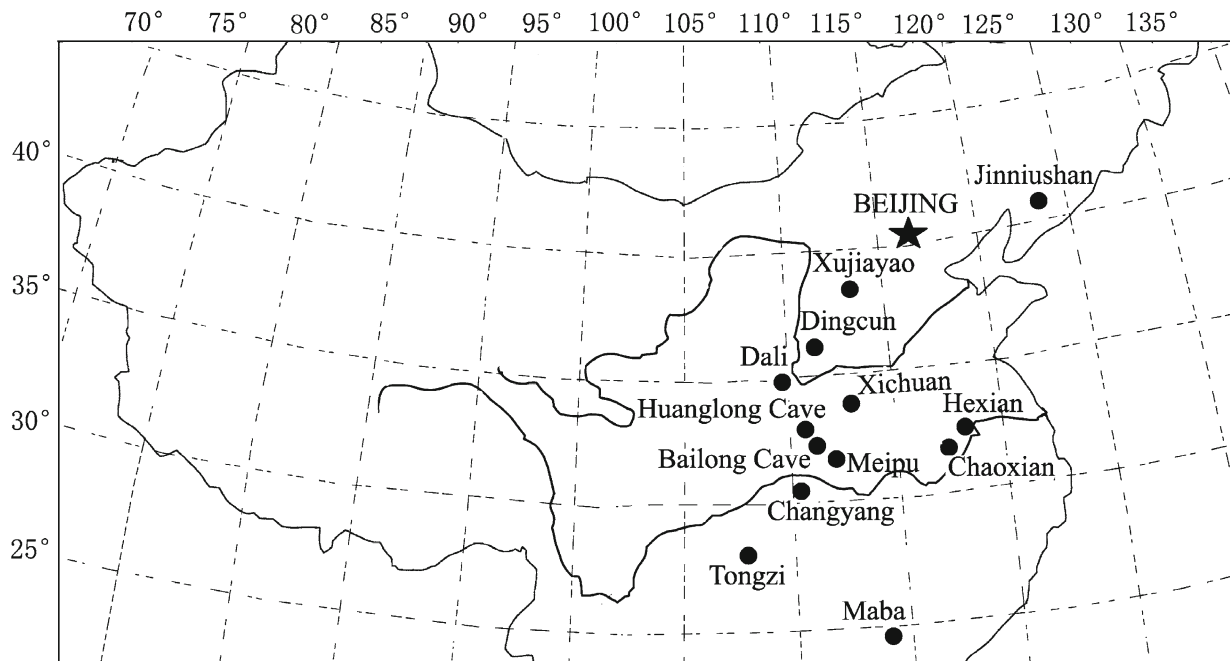 70° 80° 85° 90° 95° 100° 105° 110° 115° 120° 125° 130° 135°
40°
Jinniushan
BEIJING
Xujiayao
35°
Dingcun
Dali
Xichuan
Huanglong Cave
Hexian
30°
Bailong Cave
Meipu
Chaoxian
Changyang
25°
Tongzi
Maba